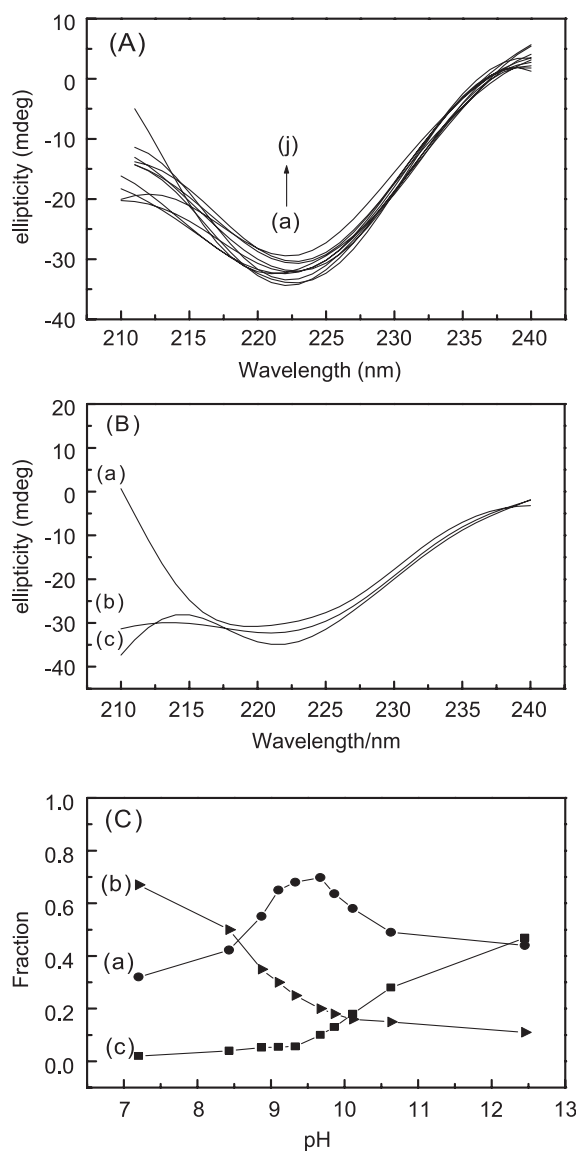 (A)
10
0
-10
-20
-30
-40
ellipticity (mdeg)
(j)
(a)
210 215 220 225 230 235 240
Wavelength (nm)
(B)
20
10
0
-10
-20
-30
-40
ellipticity (mdeg)
(a)
(b)
(c)
210 215 220 225 230 235 240
Wavelength/nm
(C)
1.0
0.8
0.6
0.4
0.2
0.0
Fraction
(b)
(a)
(c)
7 8 9 10 11 12 13
pH